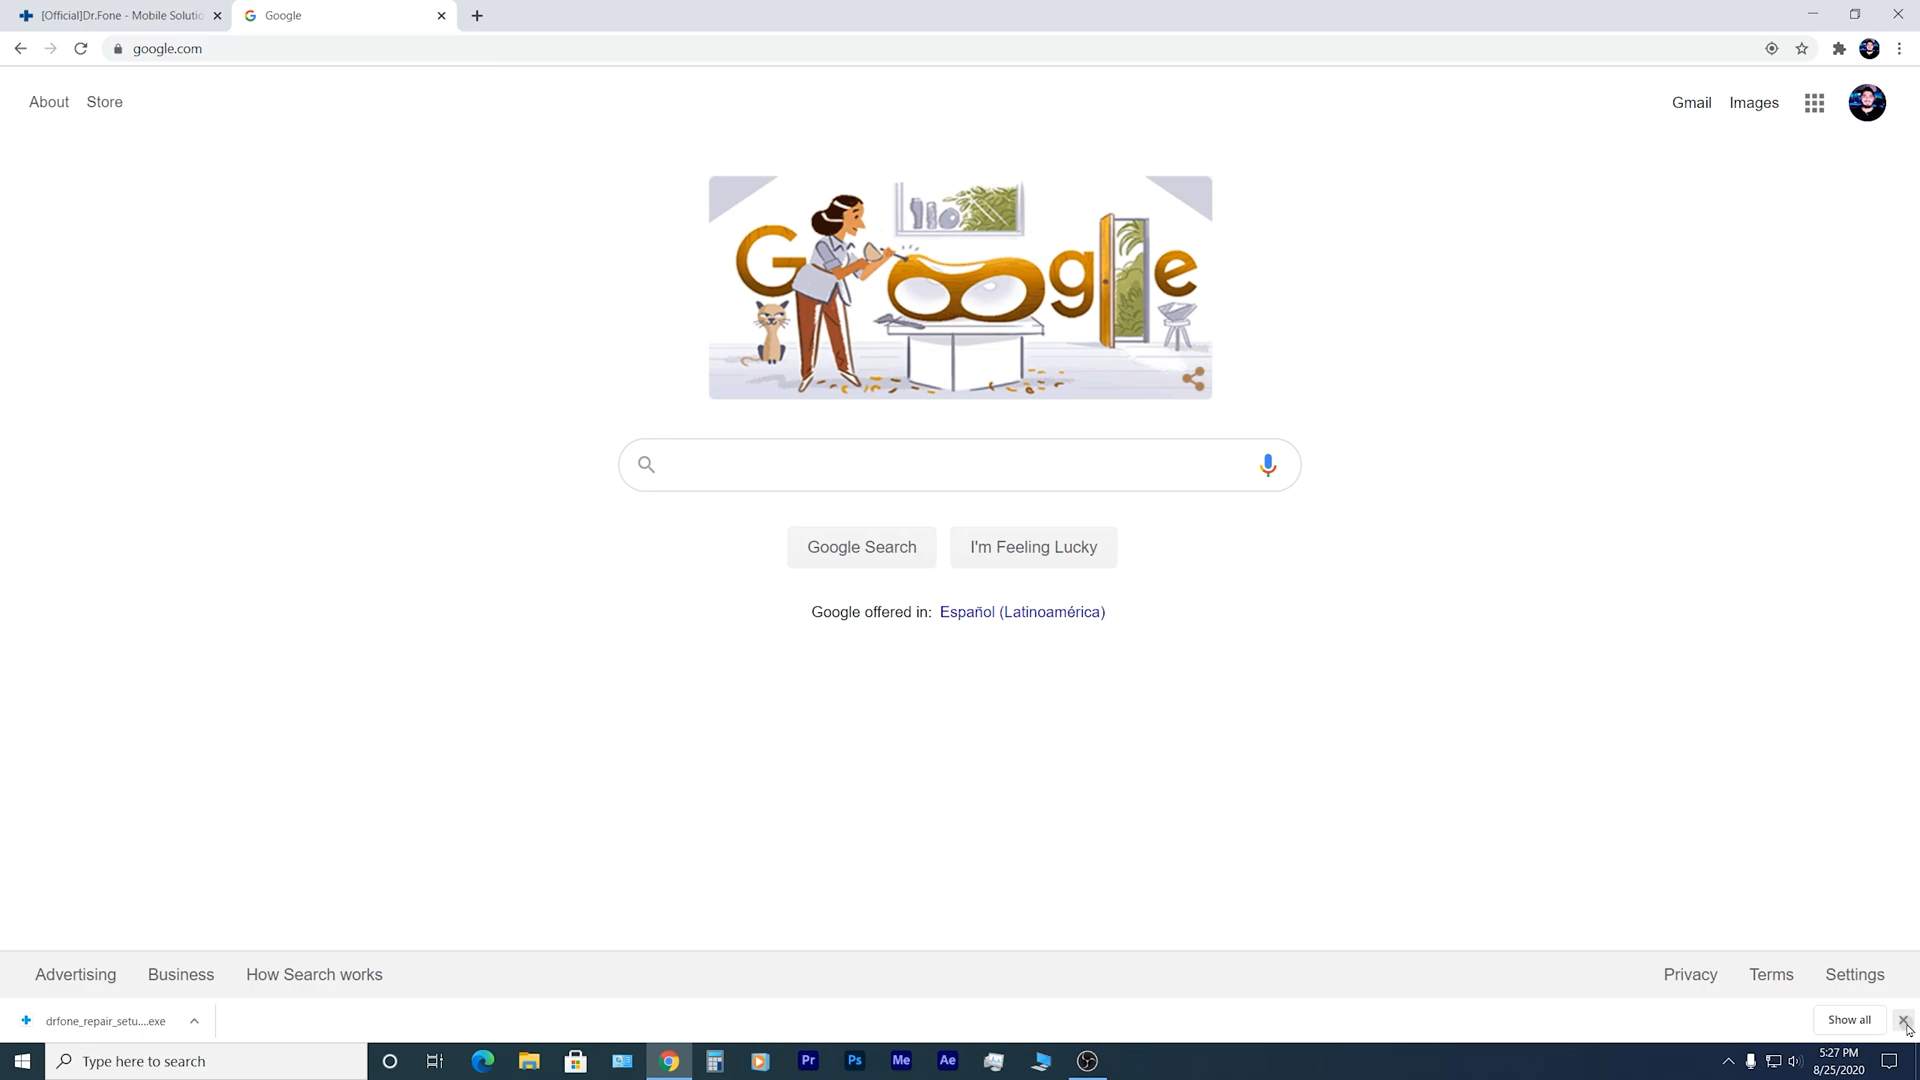 [Official]Dr.Fone - Mobile Solutio
Google
google.com
About Store
Gmail Images
Google
Google Search
I'm Feeling Lucky
Google offered in: Español (Latinoamérica)
Advertising Business How Search works
Privacy Terms Settings
drfone_repair_setu....exe
Show all
Type here to search
Pr
Ps
Me
Ae
5:27 PM
8/25/2020